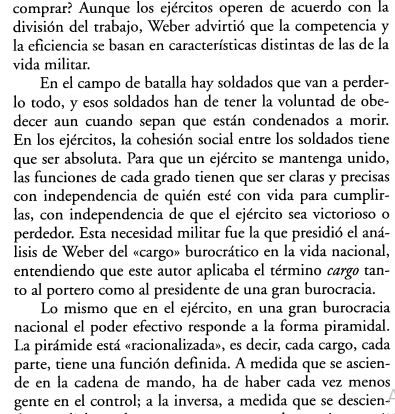 comprar? Aunque los ejércitos operen de acuerdo con la
división del trabajo, Weber advirtió que la competencia y
la eficiencia se basan en características distintas de las de la
vida militar.
En el campo de batalla hay soldados que van a perder-
lo todo, y esos soldados han de tener la voluntad de obe-
decer aun cuando sepan que están condenados a morir.
En los ejércitos, la cohesión social entre los soldados tiene
que ser absoluta. Para que un ejército se mantenga unido,
las funciones de cada grado tienen que ser claras y precisas
con independencia de quién esté con vida para cumplir-
las, con independencia de que el ejército sea victorioso o
perdedor. Esta necesidad militar fue la que presidió el aná-
lisis de Weber del «cargo» burocrático en la vida nacional,
entendiendo que este autor aplicaba el término cargo tan-
to al portero como al presidente de una gran burocracia.
Lo mismo que en el ejército, en una gran burocracia
nacional el poder efectivo responde a la forma piramidal.
La pirámide está «racionalizada», es decir, cada cargo, cada
parte, tiene una función definida. A medida que se ascien-
de en la cadena de mando, ha de haber cada vez menos
gente en el control; a la inversa, a medida que se descien-